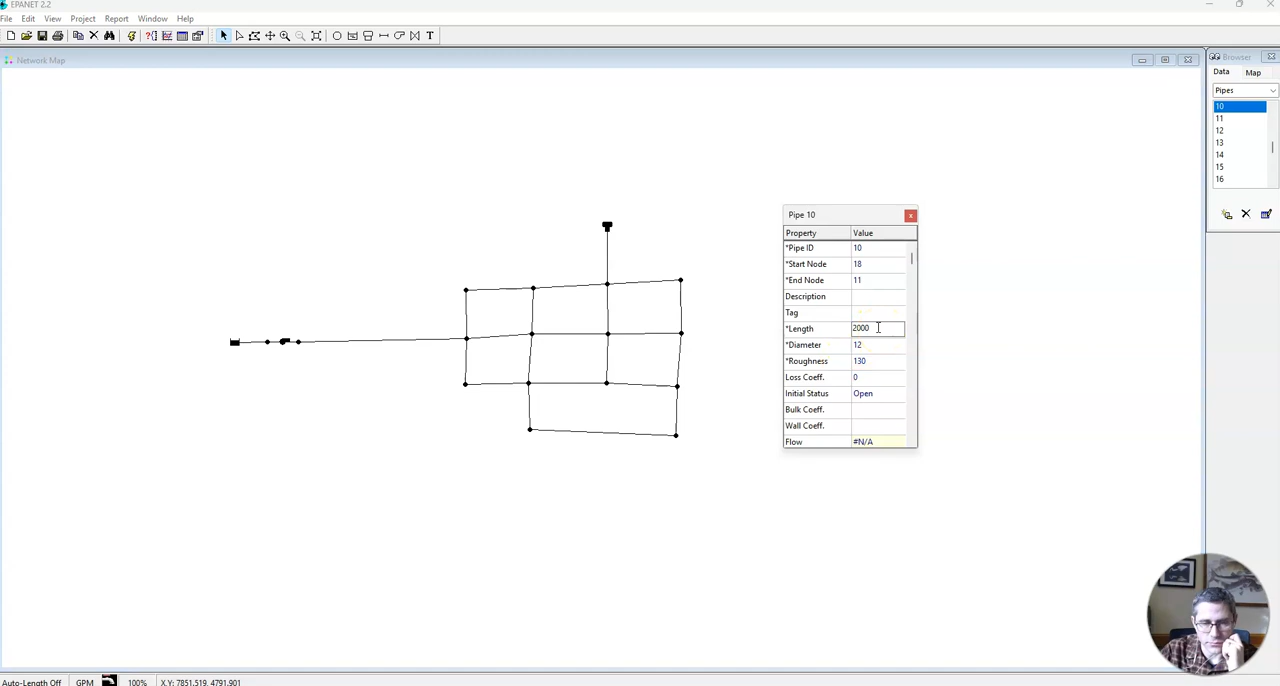 EPANET 2.2
File Edit View Project Report Window Help
T
Network Map
Browser
Data Map
Pipes
10
11
12
13
14
15
16
Pipe 10
Property Value
*Pipe ID 10
*Start Node 18
*End Node 11
Description
Tag
*Length 2000
*Diameter 12
*Roughness 130
Loss Coeff. 0
Initial Status Open
Bulk Coeff.
Wall Coeff.
Flow #N/A
Auto-Length Off GPM 100% X,Y: 7851.519, 4791.901